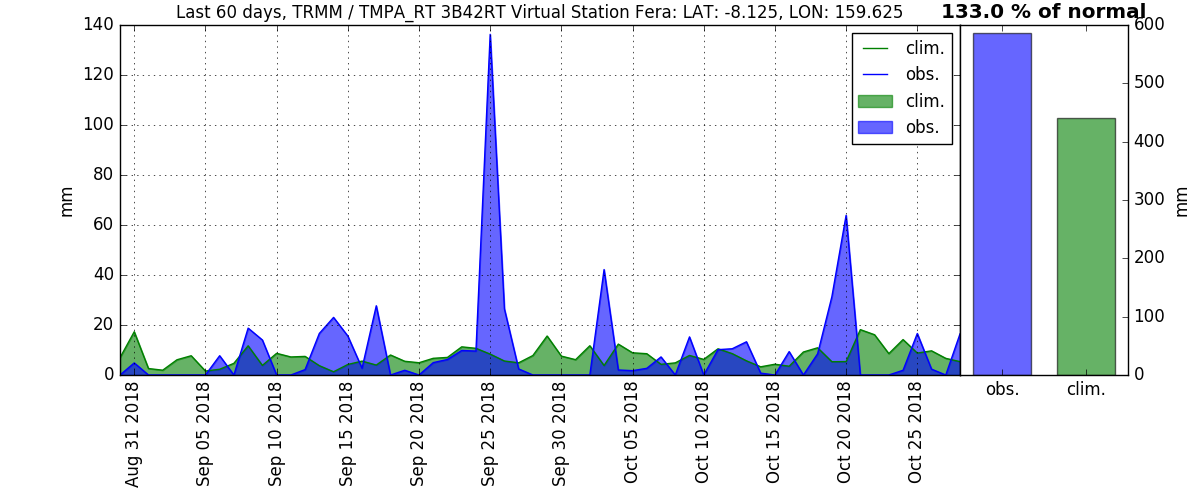 Last 60 days, TRMM / TMPA_RT 3B42RT Virtual Station Fera: LAT: -8.125, LON: 159.625
133.0 % of normal
140
120
100
80
60
40
20
0
mm
clim.
obs.
clim.
obs.
600
500
400
300
200
100
0
mm
Aug 31 2018
Sep 05 2018
Sep 10 2018
Sep 15 2018
Sep 20 2018
Sep 25 2018
Sep 30 2018
Oct 05 2018
Oct 10 2018
Oct 15 2018
Oct 20 2018
Oct 25 2018
obs.
clim.